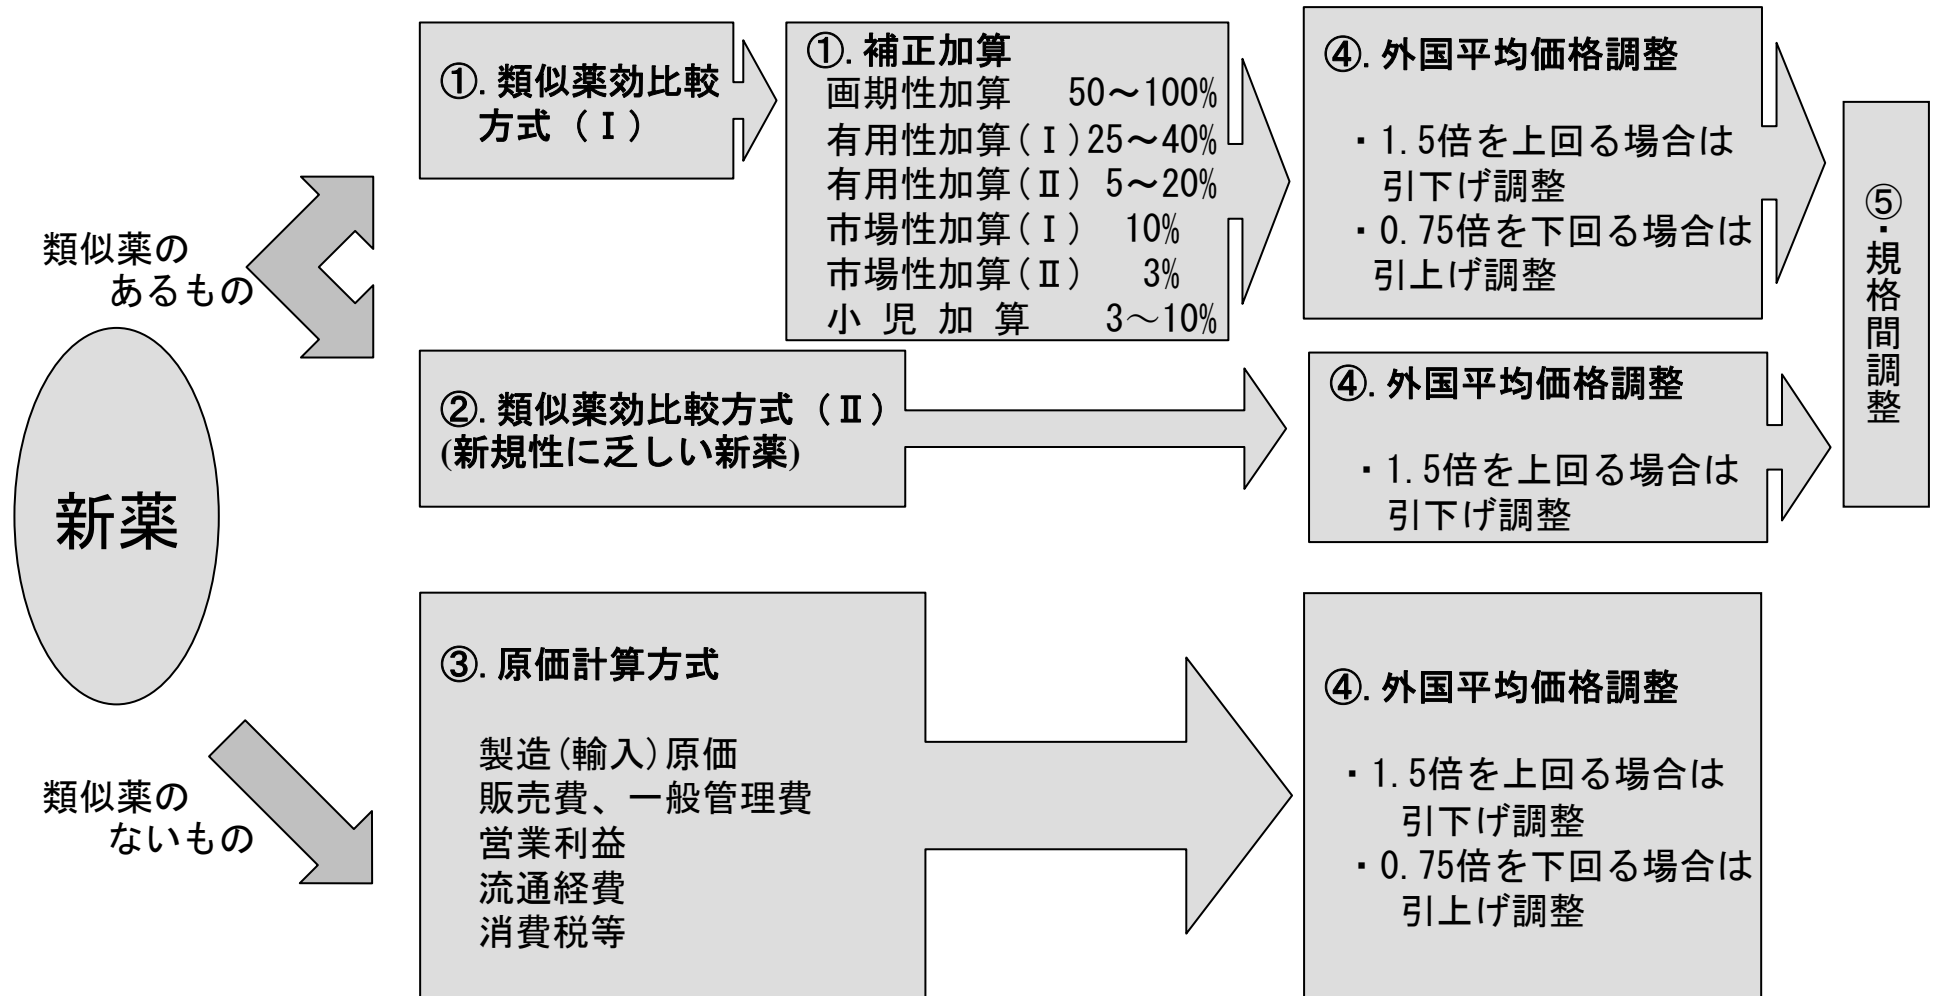 新薬
類似薬の
あるもの
①. 類似薬効比較
方式（Ⅰ）
①. 補正加算
画期性加算 50～100%
有用性加算(Ⅰ)25～40%
有用性加算(Ⅱ) 5～20%
市場性加算(Ⅰ) 10%
市場性加算(Ⅱ) 3%
小 児 加 算 3～10%
④. 外国平均価格調整
・1.5倍を上回る場合は
引下げ調整
・0.75倍を下回る場合は
引上げ調整
②. 類似薬効比較方式（Ⅱ）
(新規性に乏しい新薬)
④. 外国平均価格調整
・1.5倍を上回る場合は
引下げ調整
⑤・規格間調整
類似薬の
ないもの
③. 原価計算方式
製造(輸入)原価
販売費、一般管理費
営業利益
流通経費
消費税等
④. 外国平均価格調整
・1.5倍を上回る場合は
引下げ調整
・0.75倍を下回る場合は
引上げ調整